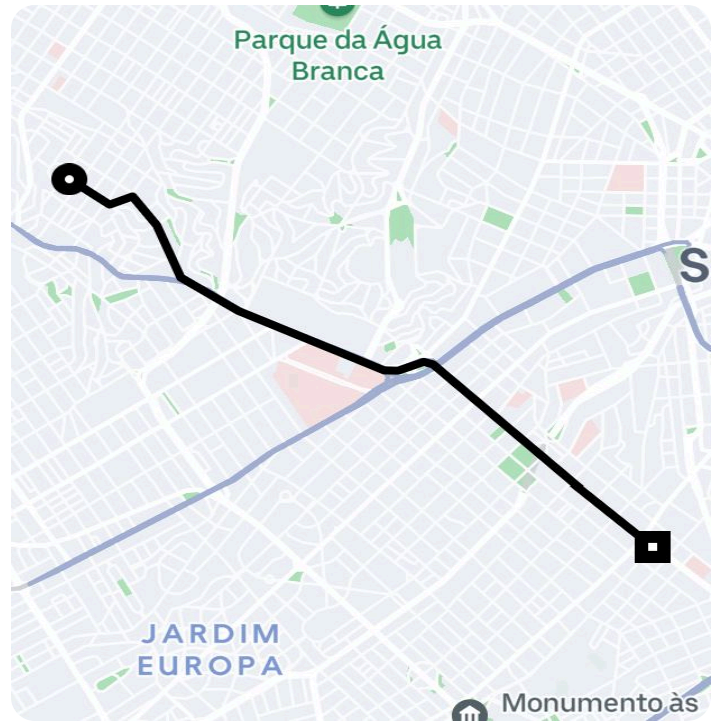 Parque da Água
Branca
S
JARDIM
EUROPA
Monumento às